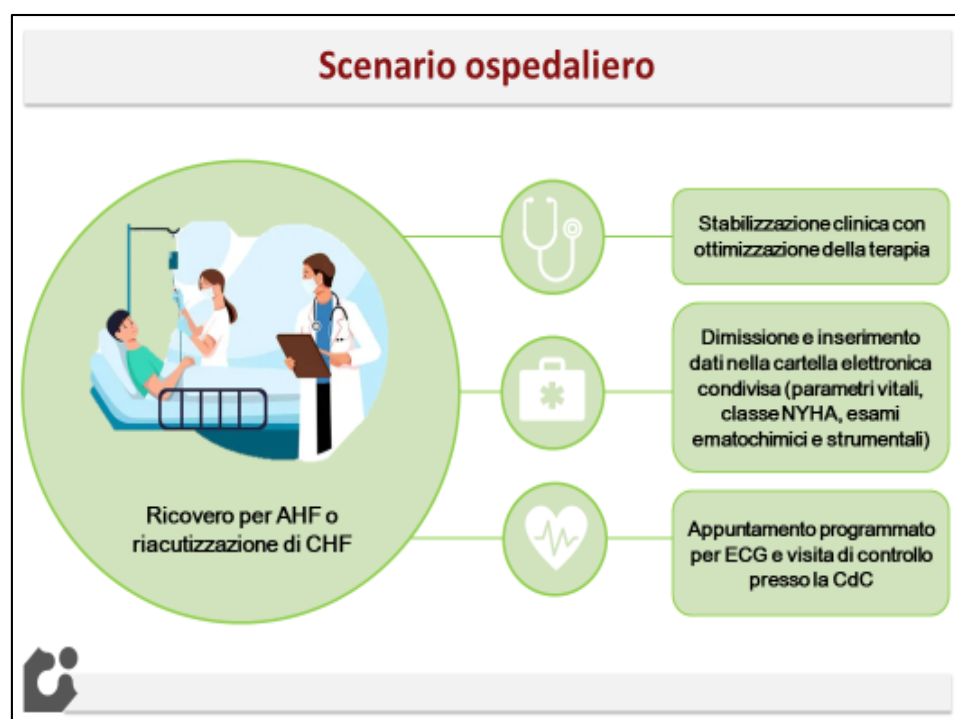 Scenario ospedaliero
Ricovero per AHF o
riacutizzazione di CHF
Stabilizzazione clinica con
ottimizzazione della terapia
Dimissione e inserimento
dati nella cartella elettronica
condivisa (parametri vitali,
classe NYHA, esami
ematochimici e strumentali)
Appuntamento programmato
per ECG e visita di controllo
presso la CdC